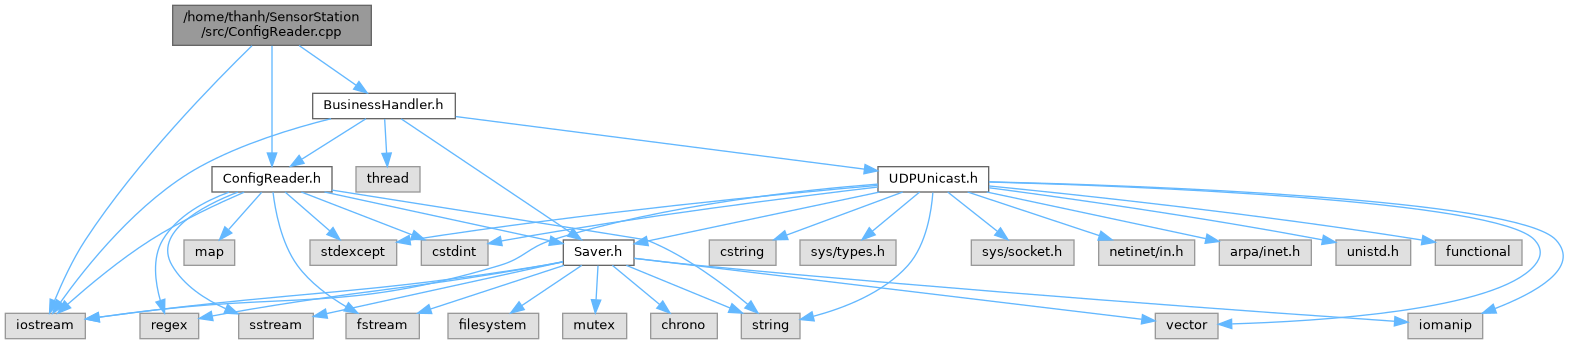 /home/thanh/SensorStation
/src/ConfigReader.cpp
BusinessHandler.h
ConfigReader.h
thread
UDPUnicast.h
map
stdexcept
cstdint
Saver.h
cstring
sys/types.h
sys/socket.h
netinet/in.h
arpa/inet.h
unistd.h
functional
iostream
regex
sstream
fstream
filesystem
mutex
chrono
string
vector
iomanip